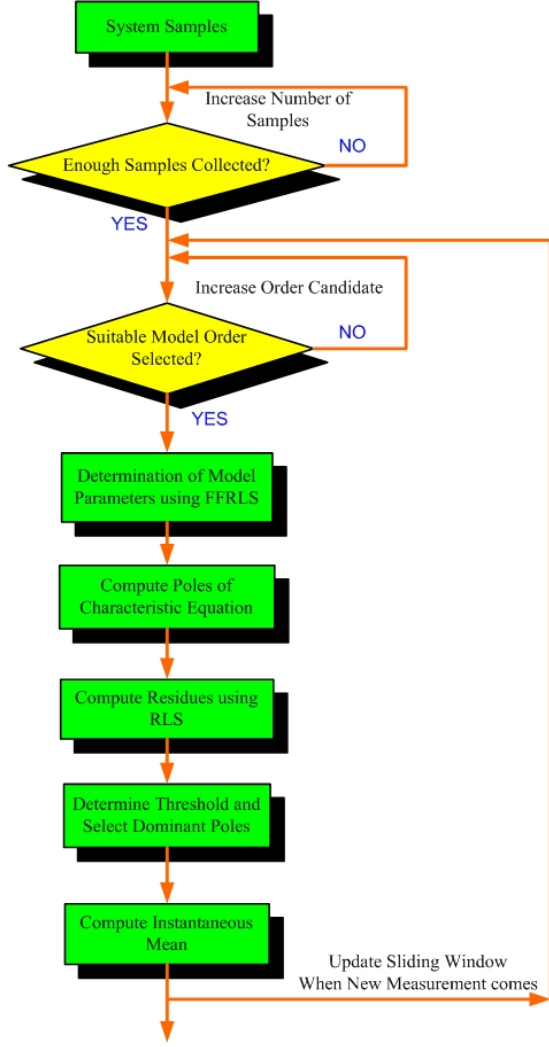 System Samples
Increase Number of
Samples
NO
Enough Samples Collected?
YES
Increase Order Candidate
NO
Suitable Model Order
Selected?
YES
Determination of Model
Parameters using FFRLS
Compute Poles of
Characteristic Equation
Compute Residues using
RLS
Determine Threshold and
Select Dominant Poles
Compute Instantaneous
Mean
Update Sliding Window
When New Measurement comes